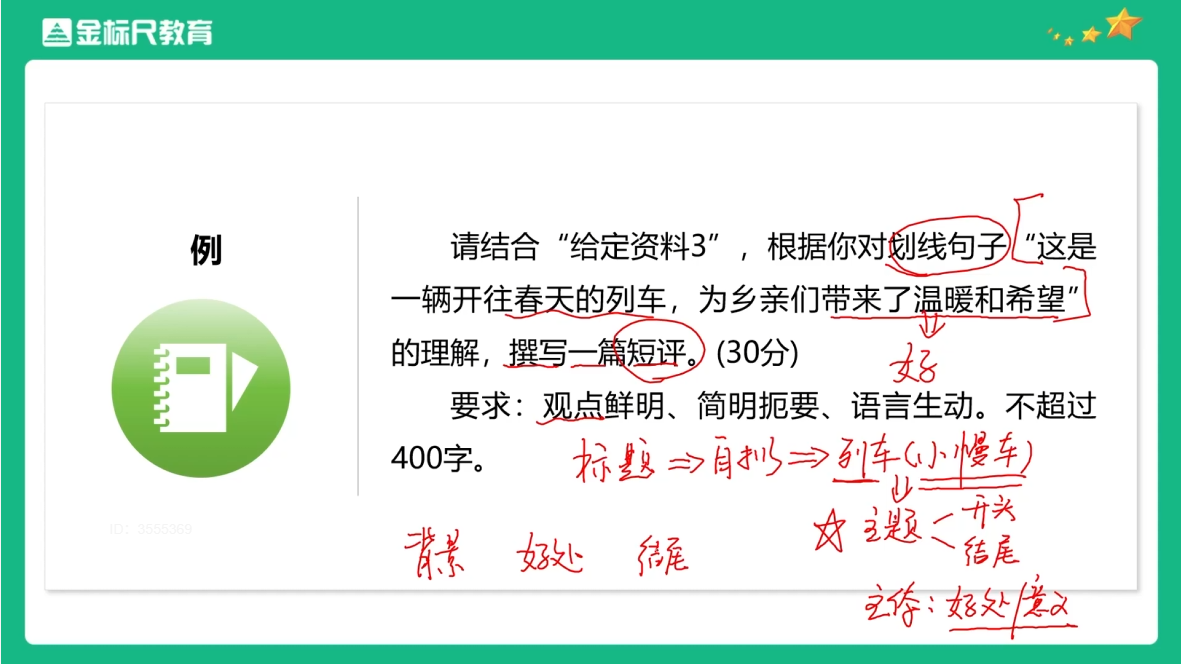 金标尺教育
例
请结合“给定资料3”，根据你对划线句子“这是
一辆开往春天的列车，为乡亲们带来了温暖和希望”
的理解，撰写一篇短评。(30分)
好
要求：观点鲜明、简明扼要、语言生动。不超过
400字。
标题⇒自拟⇒列车(小慢车)
ID：3555369
☆主题＜开头
结尾
背景 好处 结尾
主体：好处/意义